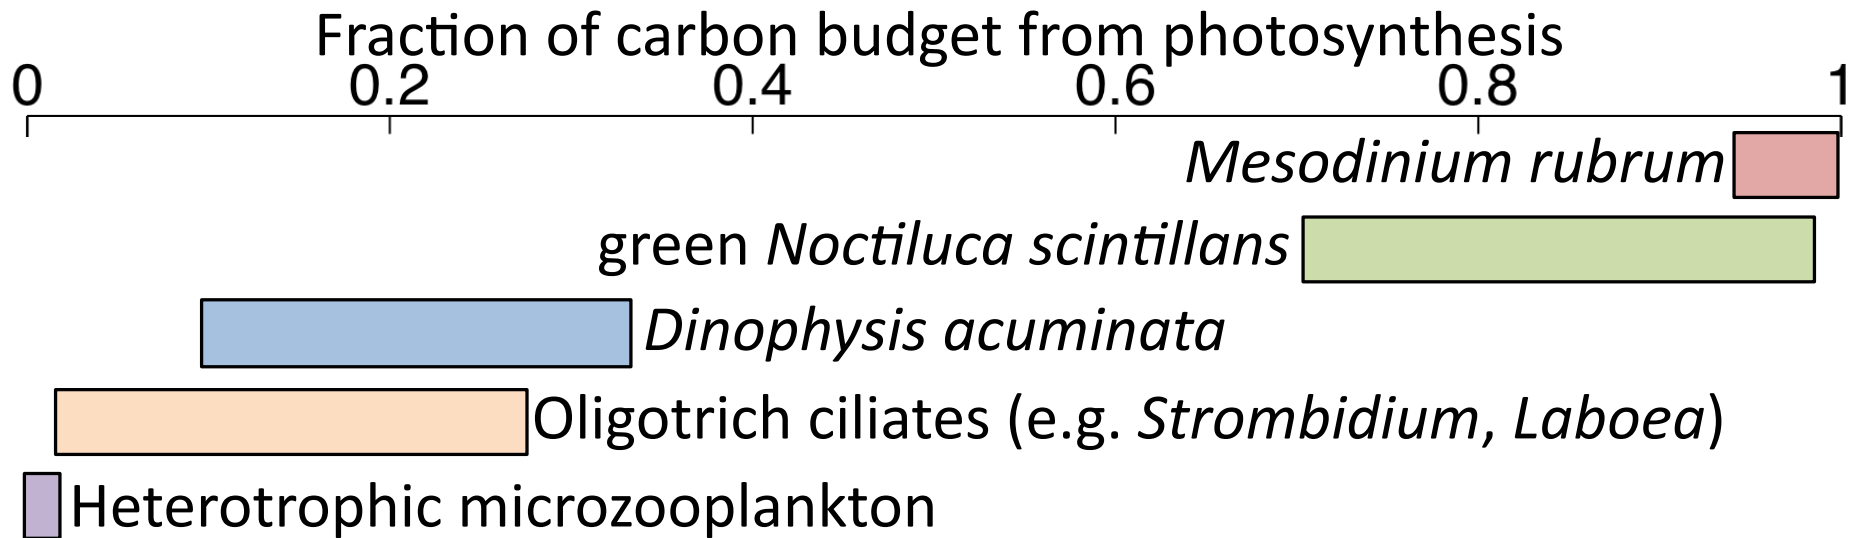 Fraction of carbon budget from photosynthesis
0 0.2 0.4 0.6 0.8 1
Mesodinium rubrum
green Noctiluca scintillans
Dinophysis acuminata
Oligotrich ciliates (e.g. Strombidium, Laboea)
Heterotrophic microzooplankton